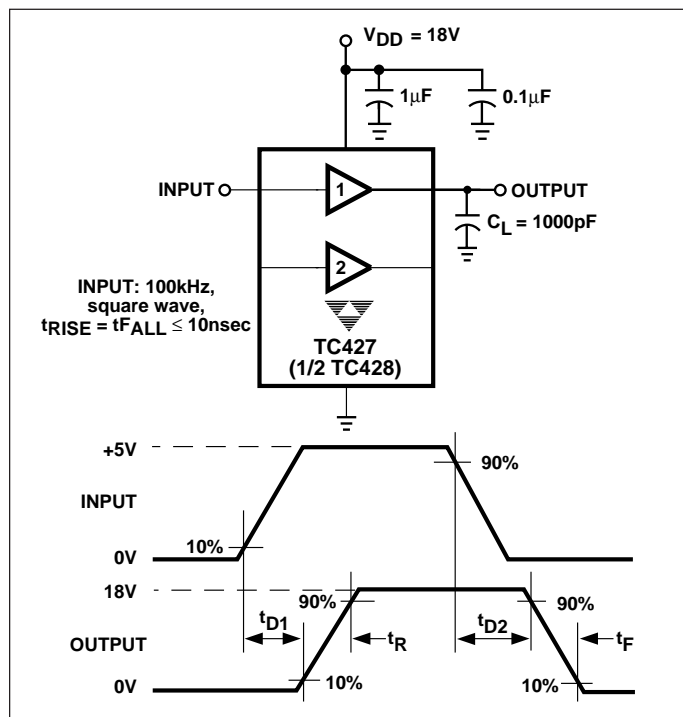 V_DD = 18V
1μF
0.1μF
INPUT
1
OUTPUT
C_L = 1000pF
2
INPUT: 100kHz,
square wave,
t_RISE = tF_ALL ≤ 10nsec
TC427
(1/2 TC428)
+5V
90%
INPUT
10%
0V
18V
90%
t_D1
t_R
t_D2
90%
t_F
OUTPUT
0V
10%
10%